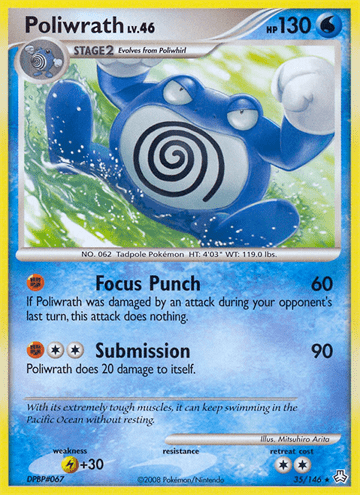 Poliwrath LV.46 HP 130
STAGE2 Evolves from Poliwhirl
NO. 062 Tadpole Pokémon HT: 4'03" WT: 119.0 lbs.
Focus Punch 60
If Poliwrath was damaged by an attack during your opponent's
last turn, this attack does nothing.
Submission 90
Poliwrath does 20 damage to itself.
With its extremely tough muscles, it can keep swimming in the
Pacific Ocean without resting.
Illus. Mitsuhiro Arita
weakness resistance retreat cost
+30
DPBP#067 ©2008 Pokémon/Nintendo 35/146 ★